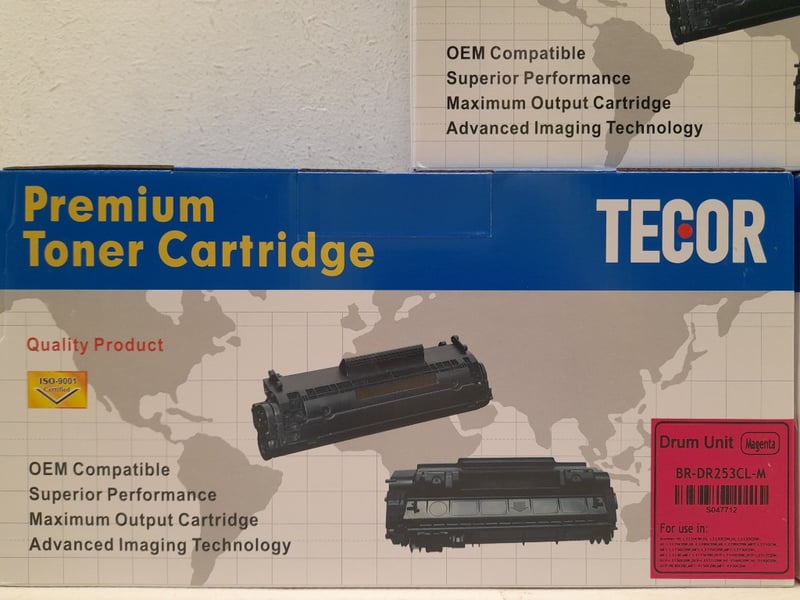 OEM Compatible
Superior Performance
Maximum Output Cartridge
Advanced Imaging Technology
Premium
Toner Cartridge
TECOR
Quality Product
ISO-9001
Certified
OEM Compatible
Superior Performance
Maximum Output Cartridge
Advanced Imaging Technology
Drum Unit Magenta
BR-DR253CL-M
S047712
For use in: